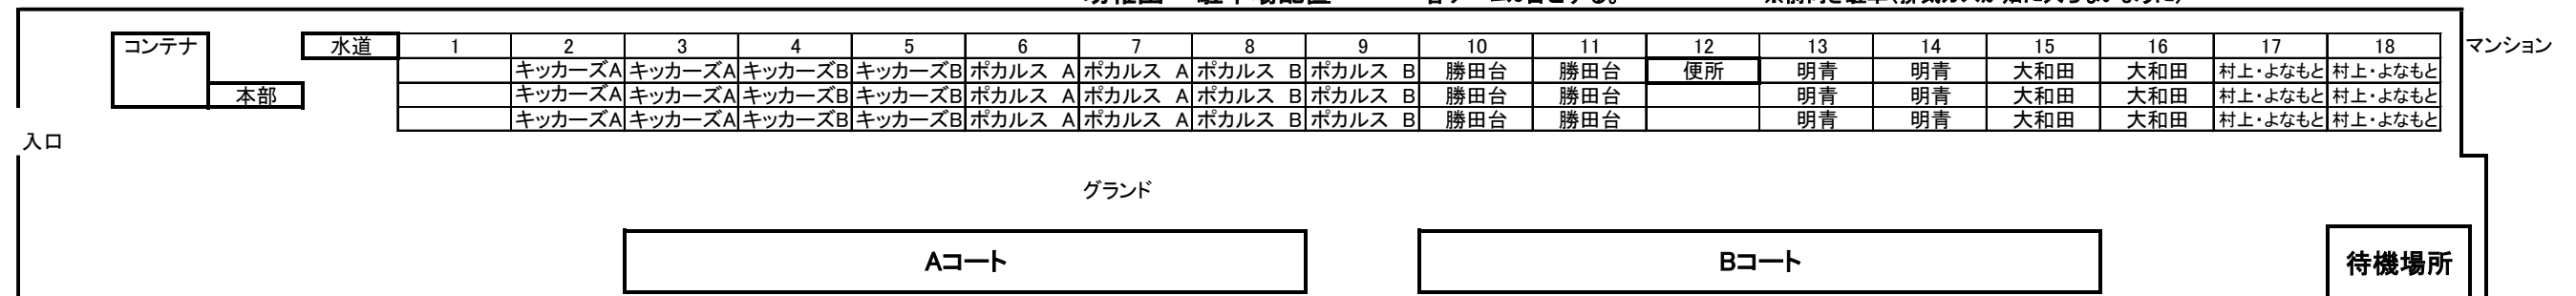 コンテナ 水道 1 2 3 4 5 6 7 8 9 10 11 12 13 14 15 16 17 18 マンション
キッカーズA キッカーズA キッカーズB キッカーズB ポカルス A ポカルス A ポカルス B ポカルス B 勝田台 勝田台 便所 明青 明青 大和田 大和田 村上・よなもと 村上・よなもと
本部 キッカーズA キッカーズA キッカーズB キッカーズB ポカルス A ポカルス A ポカルス B ポカルス B 勝田台 勝田台 明青 明青 大和田 大和田 村上・よなもと 村上・よなもと
キッカーズA キッカーズA キッカーズB キッカーズB ポカルス A ポカルス A ポカルス B ポカルス B 勝田台 勝田台 明青 明青 大和田 大和田 村上・よなもと 村上・よなもと
入口
グランド
Aコート Bコート 待機場所